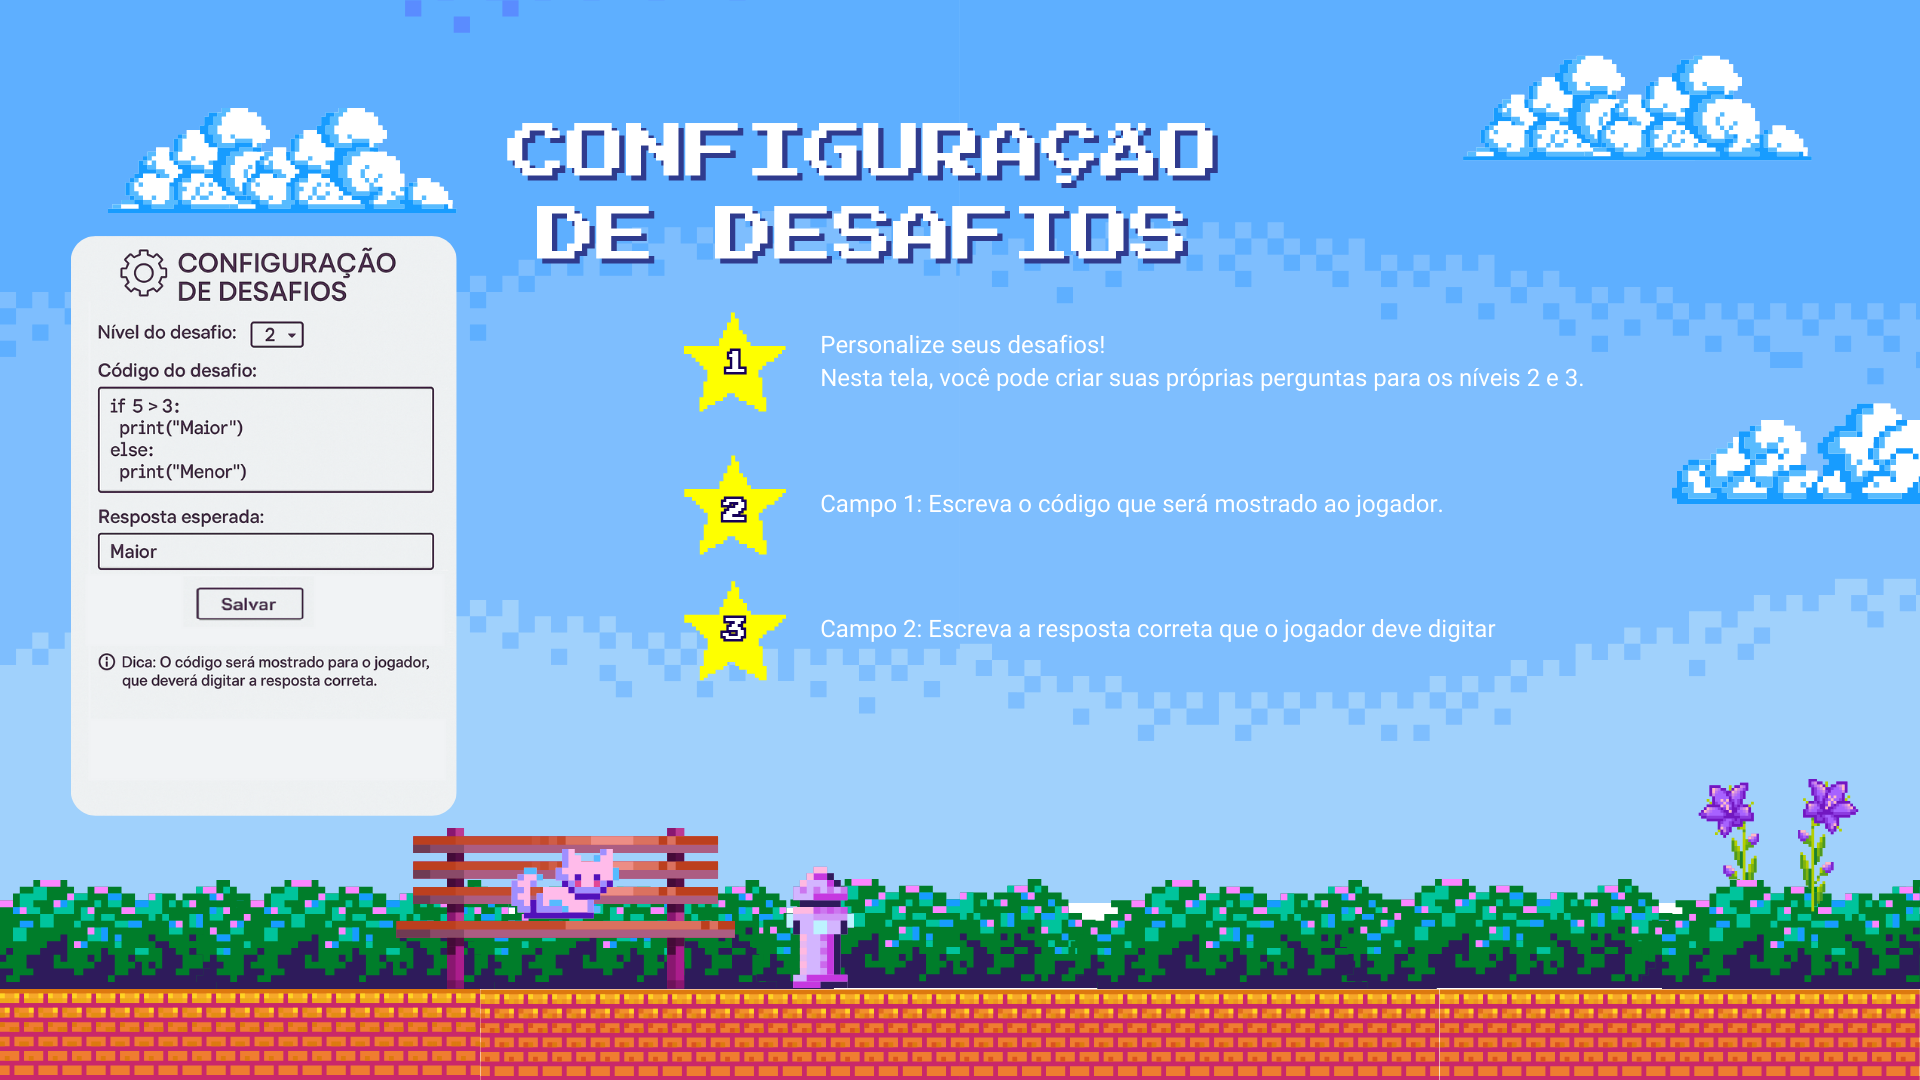 CONFIGURAÇÃO
DE DESAFIOS
CONFIGURAÇÃO
DE DESAFIOS
Nível do desafio: 2
Código do desafio:
if 5 > 3:
print("Maior")
else:
print("Menor")
Resposta esperada:
Maior
Salvar
Dica: O código será mostrado para o jogador,
que deverá digitar a resposta correta.
1
Personalize seus desafios!
Nesta tela, você pode criar suas próprias perguntas para os níveis 2 e 3.
2
Campo 1: Escreva o código que será mostrado ao jogador.
3
Campo 2: Escreva a resposta correta que o jogador deve digitar